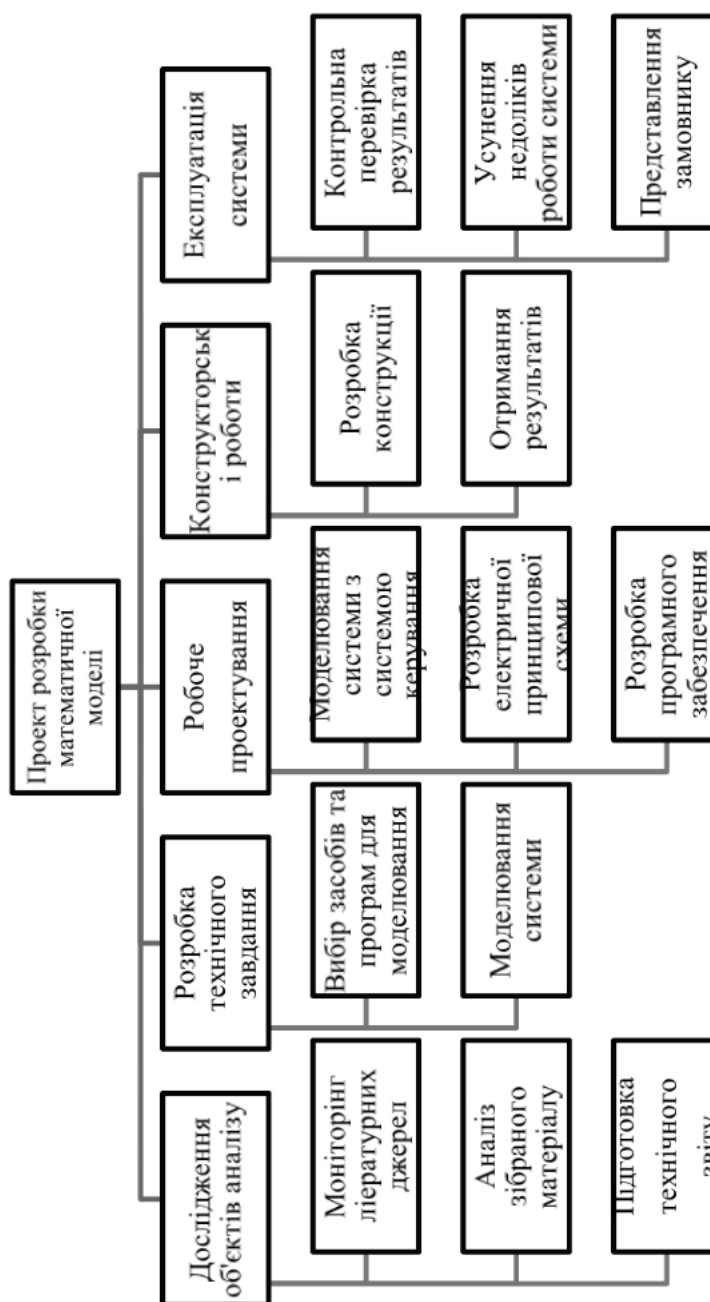 Проект розробки
математичної
моделі
Дослідження
об'єктів аналізу
Моніторінг
ліературних
джерел
Аналіз
зібраного
матеріалу
Підготовка
технічного
звіту
Розробка
технічного
завдання
Вибір засобів та
програм для
моделювання
Моделювання
системи
Робоче
проектування
Моделювання
системи з
системою
керування
Розробка
електричної
принципової
схеми
Розробка
програмного
забезпечення
Конструкторськ
і роботи
Розробка
конструкції
Отримання
результатів
Експлуатація
системи
Контрольна
перевірка
результатів
Усунення
недоліків
роботи системи
Представлення
замовнику